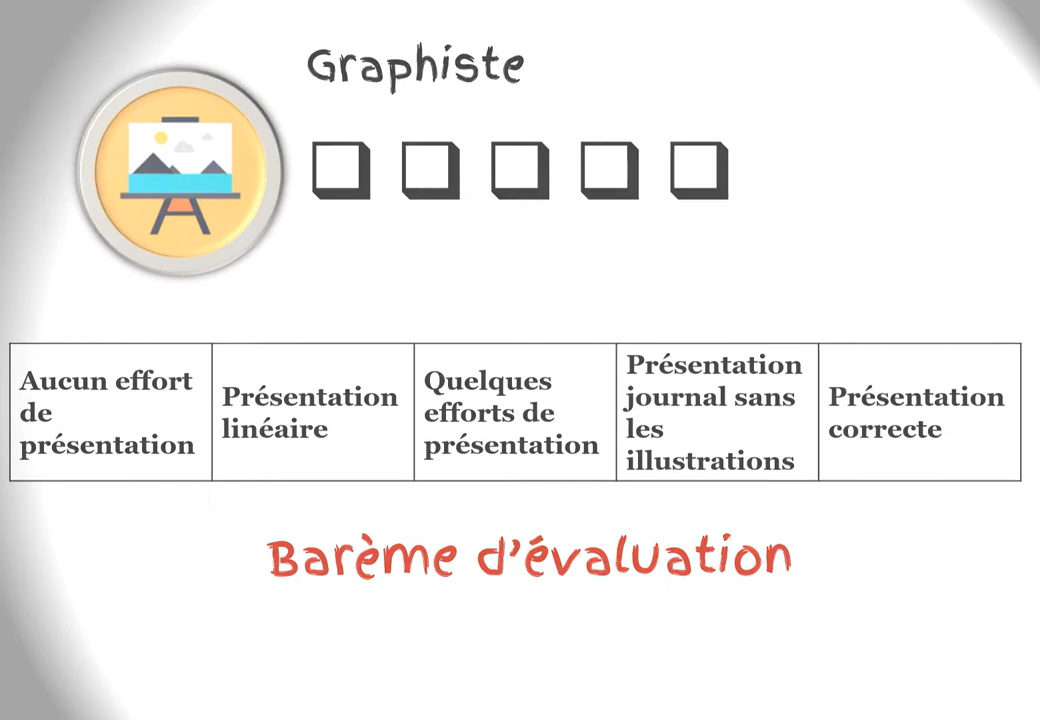 Graphiste
Aucun effort
de
présentation
Présentation
linéaire
Quelques
efforts de
présentation
Présentation
journal sans
les
illustrations
Présentation
correcte
Barème d'évaluation